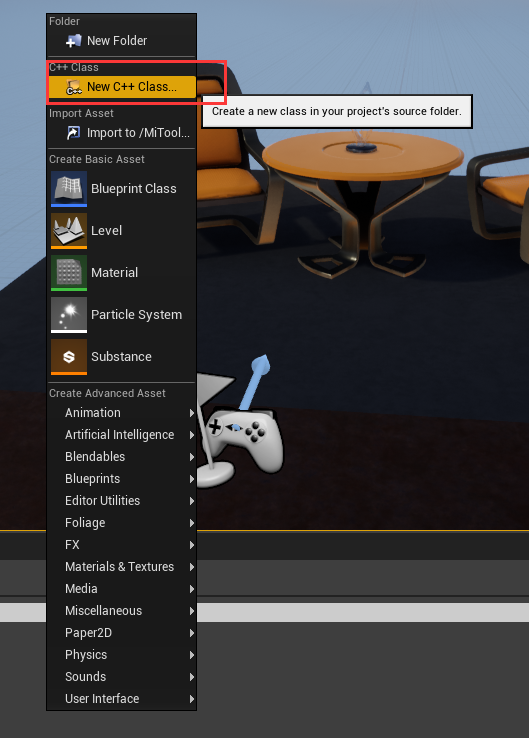 Folder
New Folder
C++ Class
New C++ Class...
Create a new class in your project's source folder.
Import Asset
Import to /MiTool...
Create Basic Asset
Blueprint Class
Level
Material
Particle System
Substance
Create Advanced Asset
Animation
Artificial Intelligence
Blendables
Blueprints
Editor Utilities
Foliage
FX
Materials & Textures
Media
Miscellaneous
Paper2D
Physics
Sounds
User Interface